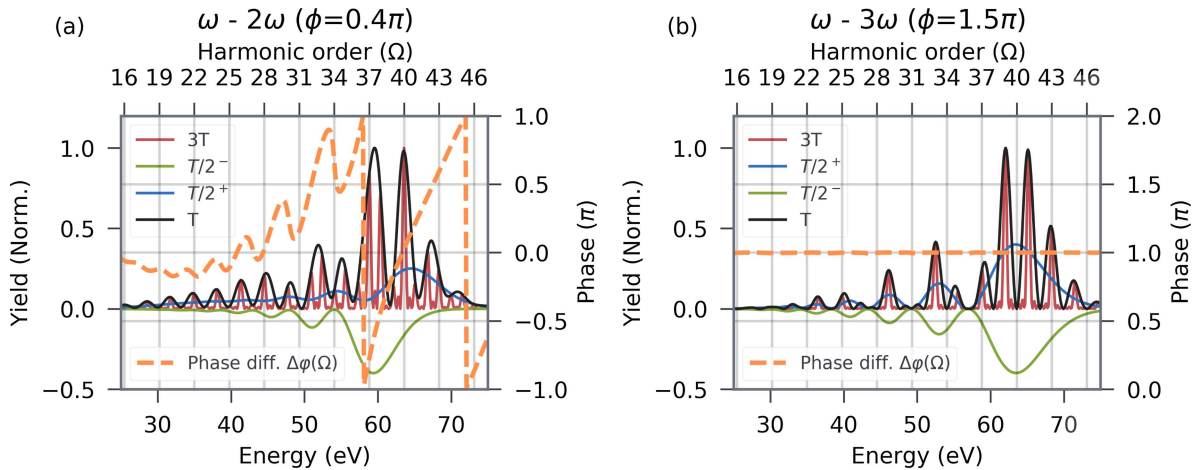 (a)
ω - 2ω (ϕ=0.4π)
Harmonic order (Ω)
16 19 22 25 28 31 34 37 40 43 46
3T
T/2⁻
T/2⁺
T
Phase diff. Δφ(Ω)
Yield (Norm.)
1.0
0.5
0.0
−0.5
Phase (π)
1.0
0.5
0.0
−0.5
−1.0
30 40 50 60 70
Energy (eV)
(b)
ω - 3ω (ϕ=1.5π)
Harmonic order (Ω)
16 19 22 25 28 31 34 37 40 43 46
3T
T/2⁺
T/2⁻
T
Phase diff. Δφ(Ω)
Yield (Norm.)
1.0
0.5
0.0
−0.5
Phase (π)
2.0
1.5
1.0
0.5
0.0
30 40 50 60 70
Energy (eV)